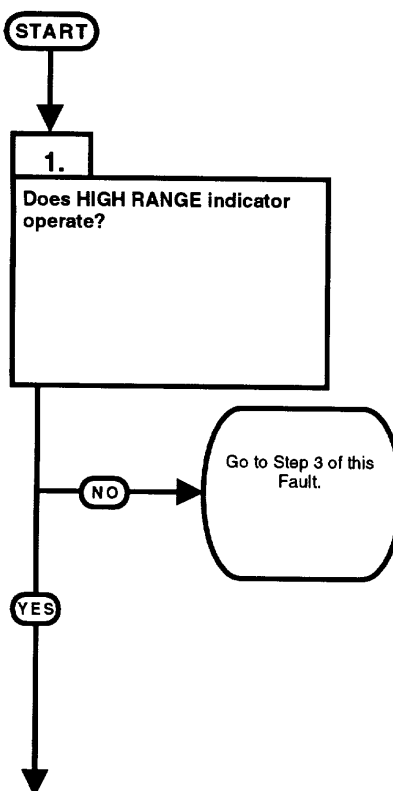 START
1.
Does HIGH RANGE indicator
operate?
NO
Go to Step 3 of this
Fault.
YES